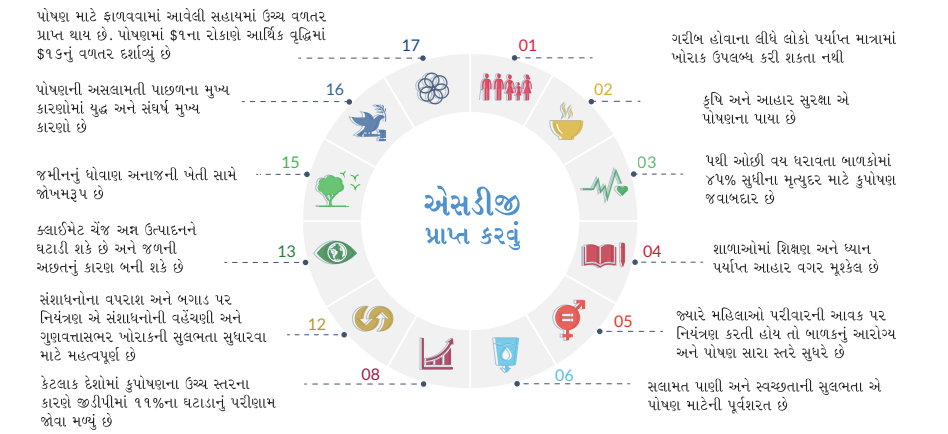 પોષણ માટે ફાળવવામાં આવેલી સહાયમાં ઉચ્ચ વળતર
પ્રાપ્ત થાય છે. પોષણમાં $૧ના રોકાણે આર્થિક વૃદ્ધિમાં
$૧૬નું વળતર દર્શાવ્યું છે
17
પોષણની અસલામતી પાછળના મુખ્ય
કારણોમાં યુદ્ધ અને સંઘર્ષ મુખ્ય
કારણો છે
16
જમીનનું ધોવાણ અનાજની ખેતી સામે
જોખમરૂપ છે
15
ક્લાઈમેટ ચેંજ અન્ન ઉત્પાદનને
ઘટાડી શકે છે અને જળની
અછતનું કારણ બની શકે છે
13
સંશાધનોના વપરાશ અને બગાડ પર
નિયંત્રણ એ સંશાધનોની વહેંચણી અને
ગુણવત્તાસભર ખોરાકની સુલભતા સુધારવા
માટે મહત્વપૂર્ણ છે
12
કેટલાક દેશોમાં કુપોષણના ઉચ્ચ સ્તરના
કારણે જીડીપીમાં ૧૧%ના ઘટાડાનું પરીણામ
જોવા મળ્યું છે
08
એસડીજી
પ્રાપ્ત કરવું
01
ગરીબ હોવાના લીધે લોકો પર્યાપ્ત માત્રામાં
ખોરાક ઉપલબ્ધ કરી શકતા નથી
02
કૃષિ અને આહાર સુરક્ષા એ
પોષણના પાયા છે
03
૫થી ઓછી વય ધરાવતા બાળકોમાં
૪૫% સુધીના મૃત્યુદર માટે કુપોષણ
જવાબદાર છે
04
શાળાઓમાં શિક્ષણ અને ધ્યાન
પર્યાપ્ત આહાર વગર મૂશ્કેલ છે
05
જ્યારે મહિલાઓ પરીવારની આવક પર
નિયંત્રણ કરતી હોય તો બાળકનું આરોગ્ય
અને પોષણ સારા સ્તરે સુધરે છે
06
સલામત પાણી અને સ્વચ્છતાની સુલભતા એ
પોષણ માટેની પૂર્વશરત છે